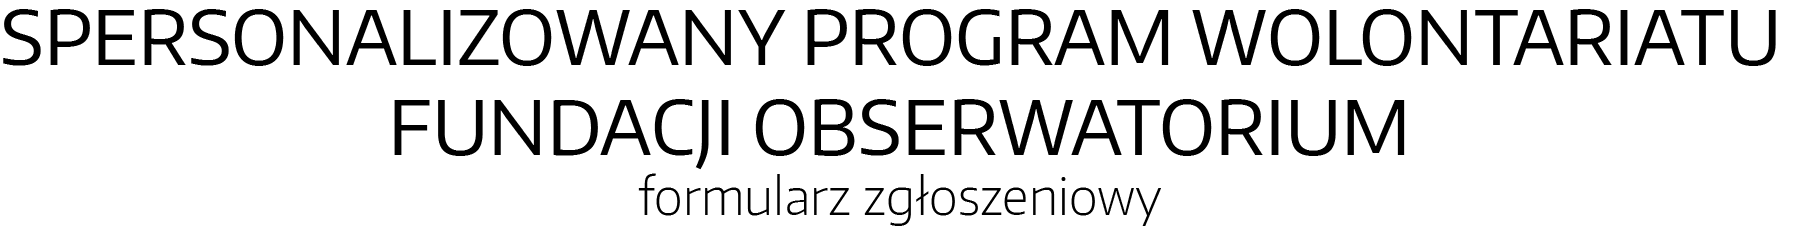 SPERSONALIZOWANY PROGRAM WOLONTARIATU
FUNDACJI OBSERWATORIUM
formularz zgłoszeniowy